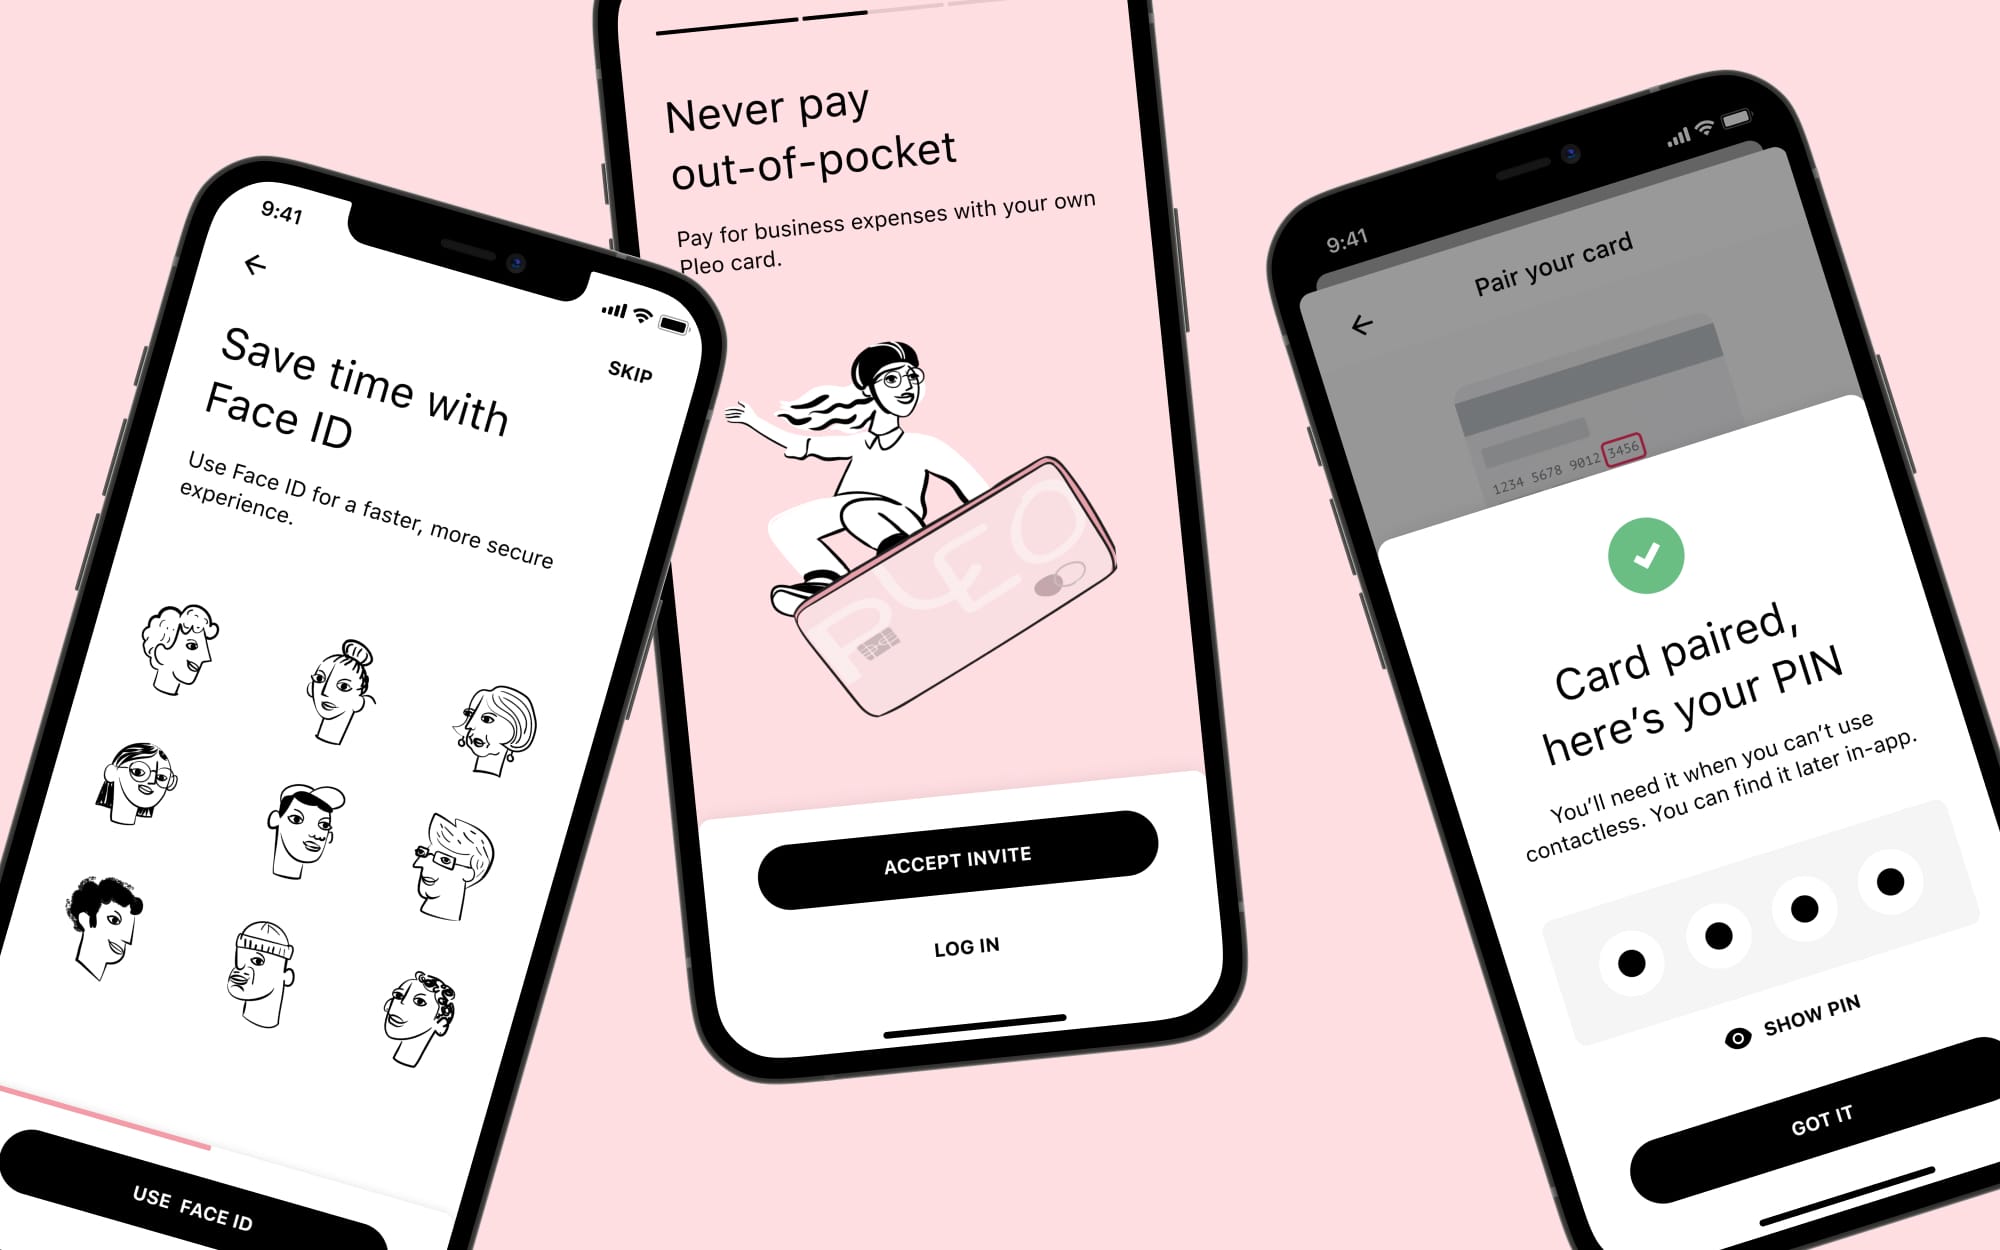 9:41
SKIP
Save time with
Face ID
Use Face ID for a faster, more secure
experience.
USE FACE ID
Never pay
out-of-pocket
Pay for business expenses with your own
Pleo card.
PLEO
ACCEPT INVITE
LOG IN
9:41
Pair your card
1234 5678 9012 3456
Card paired,
here’s your PIN
You’ll need it when you can’t use
contactless. You can find it later in-app.
SHOW PIN
GOT IT